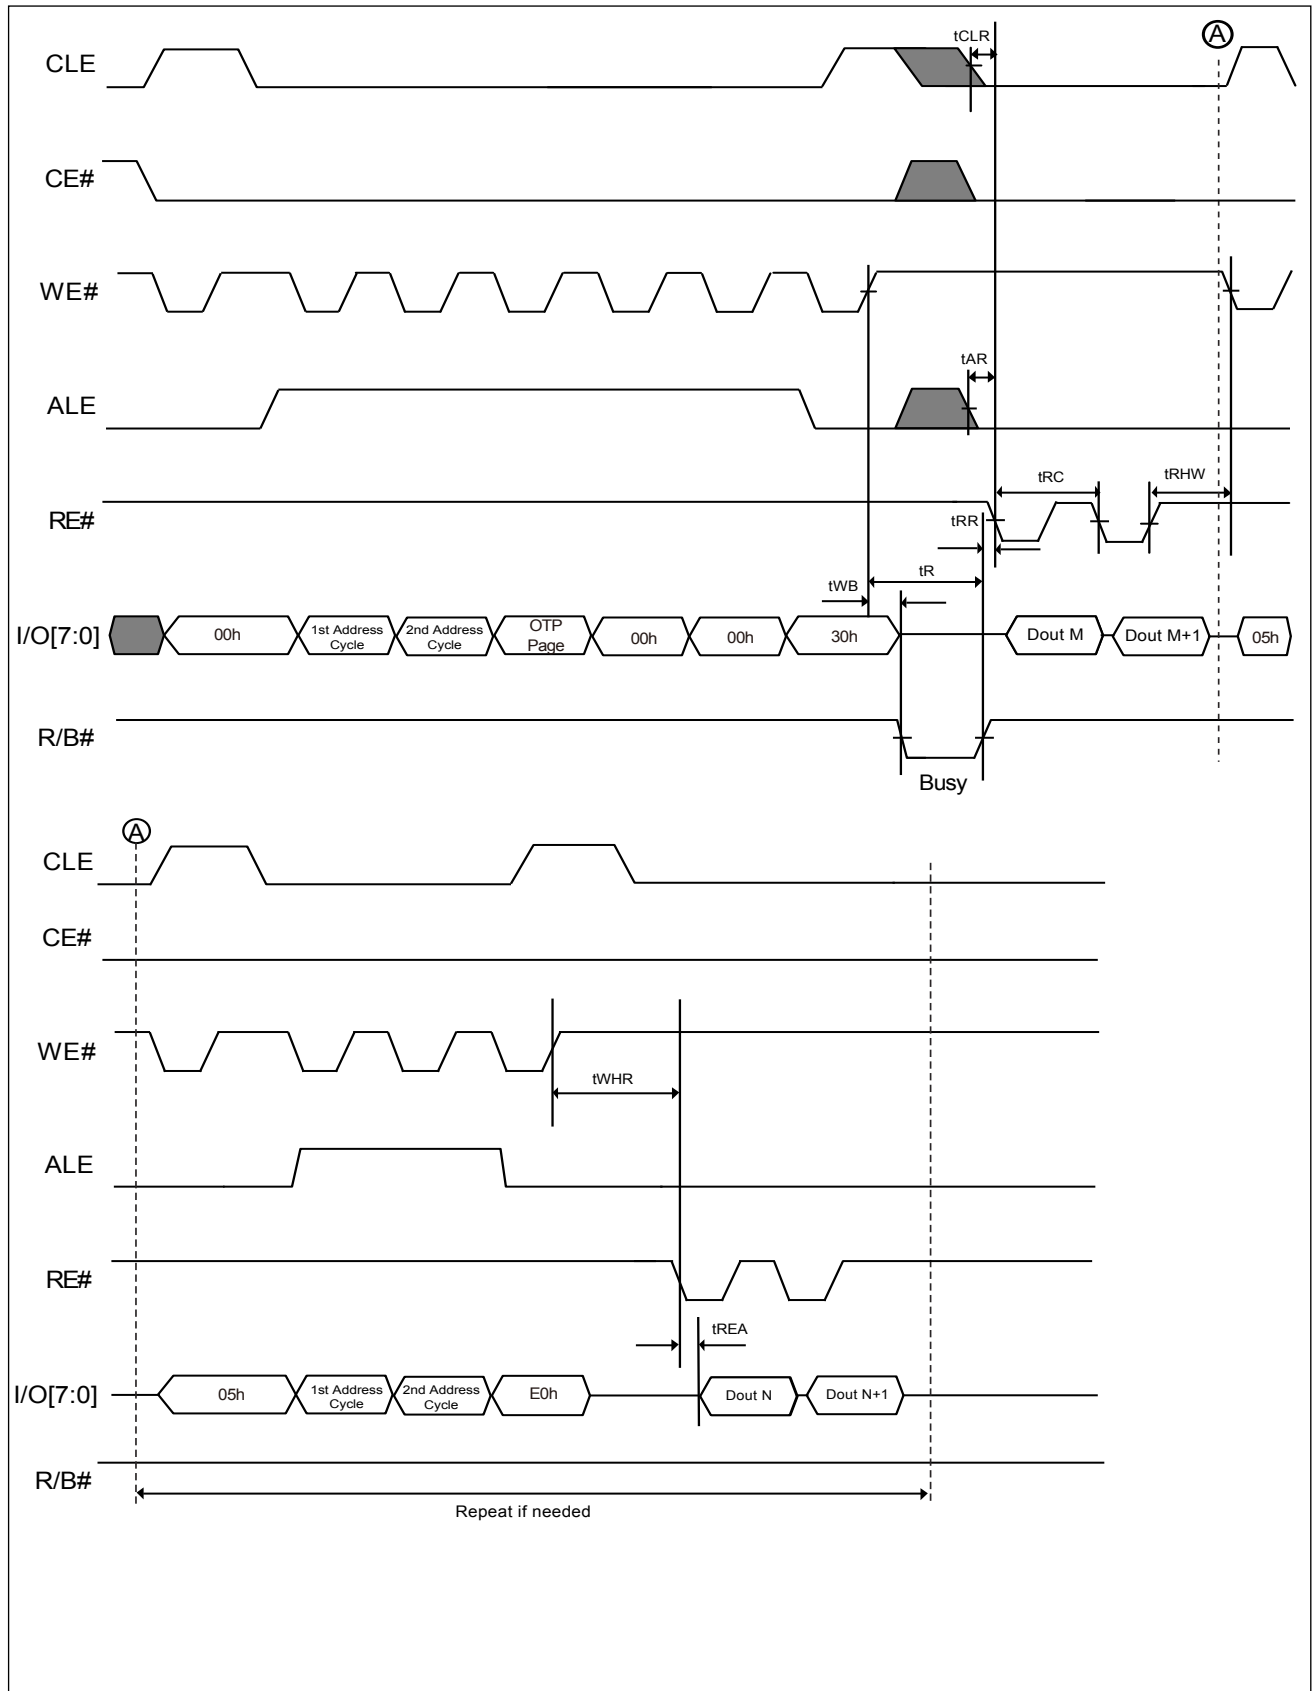 A
tCLR
CLE
CE#
WE#
tAR
ALE
tRC
tRHW
RE#
tRR
tR
tWB
I/O[7:0]
00h
1st Address
Cycle
2nd Address
Cycle
OTP
Page
00h
00h
30h
Dout M
Dout M+1
05h
R/B#
Busy
A
CLE
CE#
WE#
tWHR
ALE
RE#
tREA
I/O[7:0]
05h
1st Address
Cycle
2nd Address
Cycle
E0h
Dout N
Dout N+1
R/B#
Repeat if needed